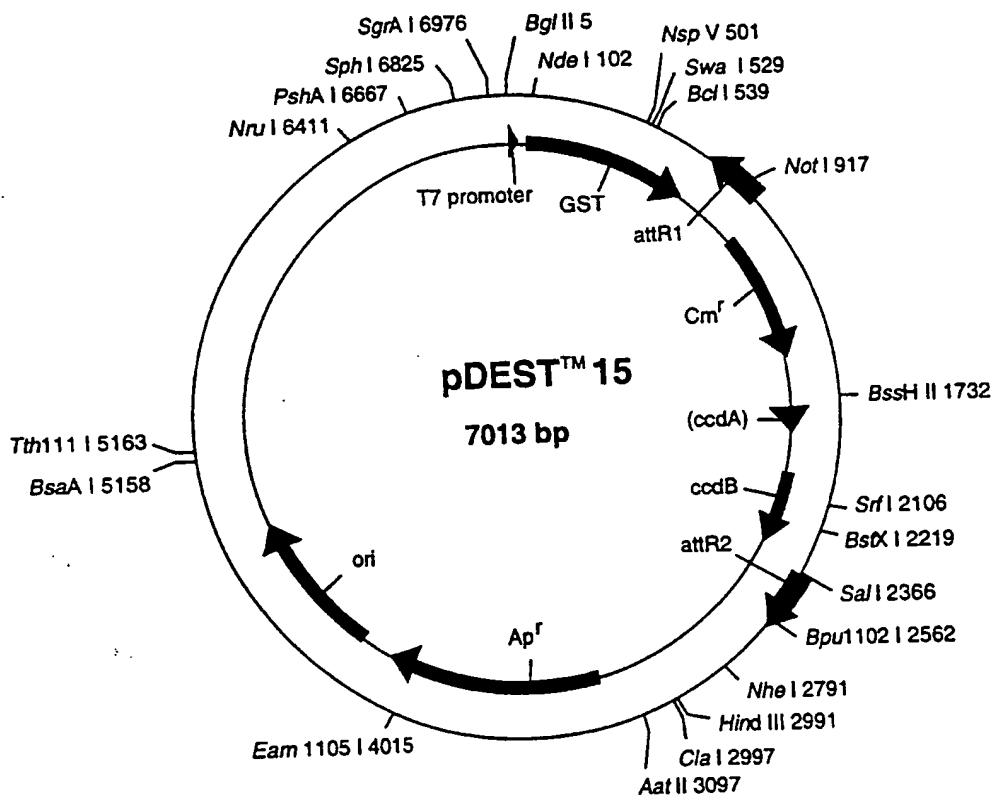 SgrA I 6976
Bgl II 5
Nsp V 501
Sph I 6825
Nde I 102
Swa I 529
PshA I 6667
Bcl I 539
Nru I 6411
Not I 917
T7 promoter
GST
attR1
Cmʳ
pDEST™ 15
7013 bp
BssH II 1732
(ccdA)
Tth111 I 5163
BsaA I 5158
ccdB
Srf I 2106
BstX I 2219
attR2
ori
Sal I 2366
Apʳ
Bpu1102 I 2562
Nhe I 2791
Hind III 2991
Eam 1105 I 4015
Cla I 2997
Aat II 3097